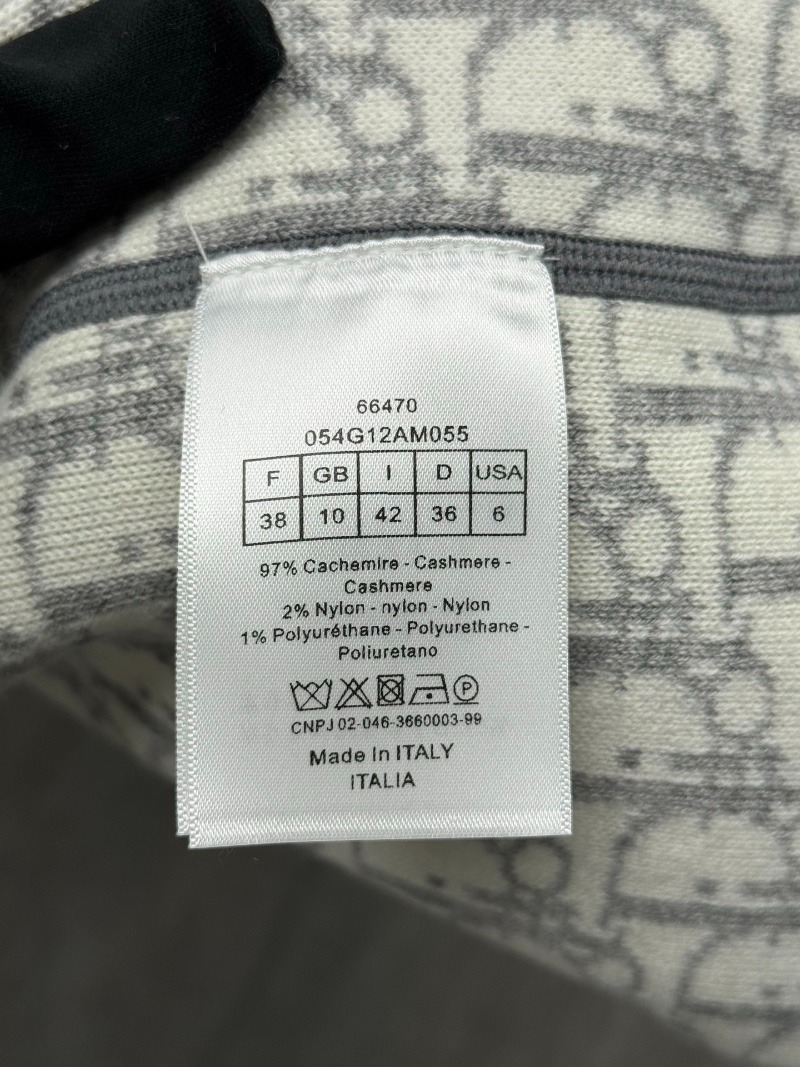 66470
054G12AM055
F GB I D USA
38 10 42 36 6
97% Cachemire - Cashmere -
Cashmere
2% Nylon - nylon - Nylon
1% Polyuréthane - Polyurethane -
Poliuretano
P
CNPJ 02-046-3660003-99
Made In ITALY
ITALIA